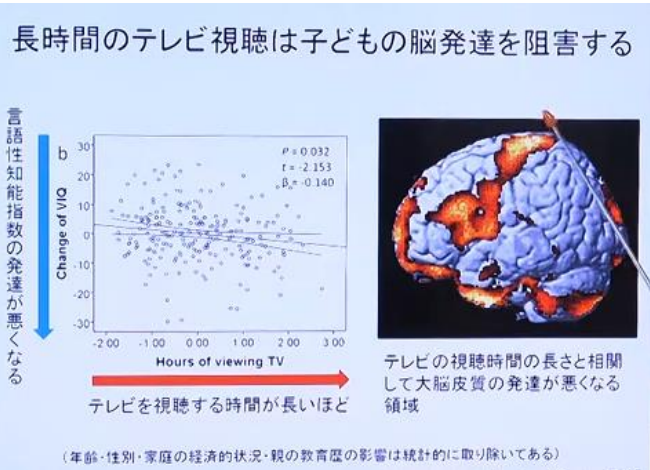 長時間のテレビ視聴は子どもの脳発達を阻害する
言語性知能指数の発達が悪くなる
b
Change of VIQ
30
20
10
0
-10
-20
-30
P = 0.032
t = -2.153
β = -0.140
-2 00 -1 00 0 00 1 00 2 00 3 00
Hours of viewing TV
テレビを視聴する時間が長いほど
テレビの視聴時間の長さと相関
して大脳皮質の発達が悪くなる
領域
(年齢・性別・家庭の経済的状況・親の教育歴の影響は統計的に取り除いてある)